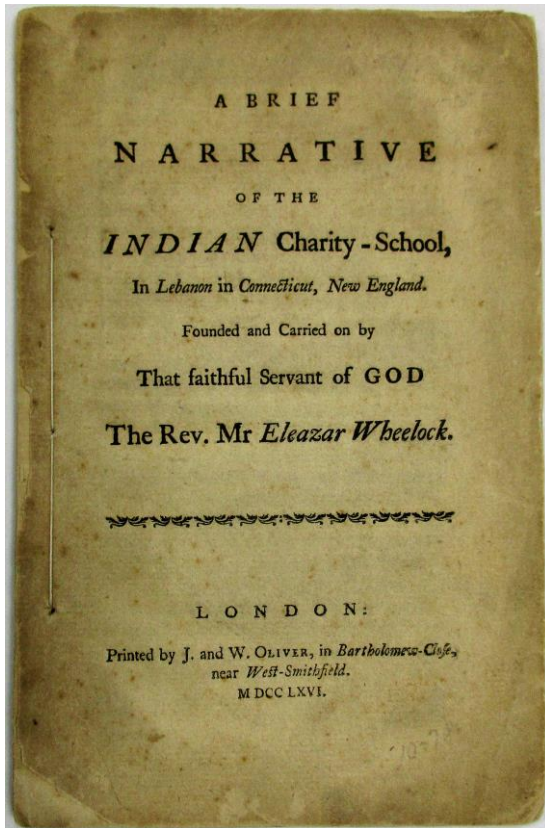 A BRIEF
NARRATIVE
OF THE
INDIAN Charity-School,
In Lebanon in Connecticut, New England.
Founded and Carried on by
That faithful Servant of GOD
The Rev. Mr Eleazar Wheelock.
LONDON:
Printed by J. and W. OLIVER, in Bartholomew-Close,
near West-Smithfield.
M DCC LXVI.